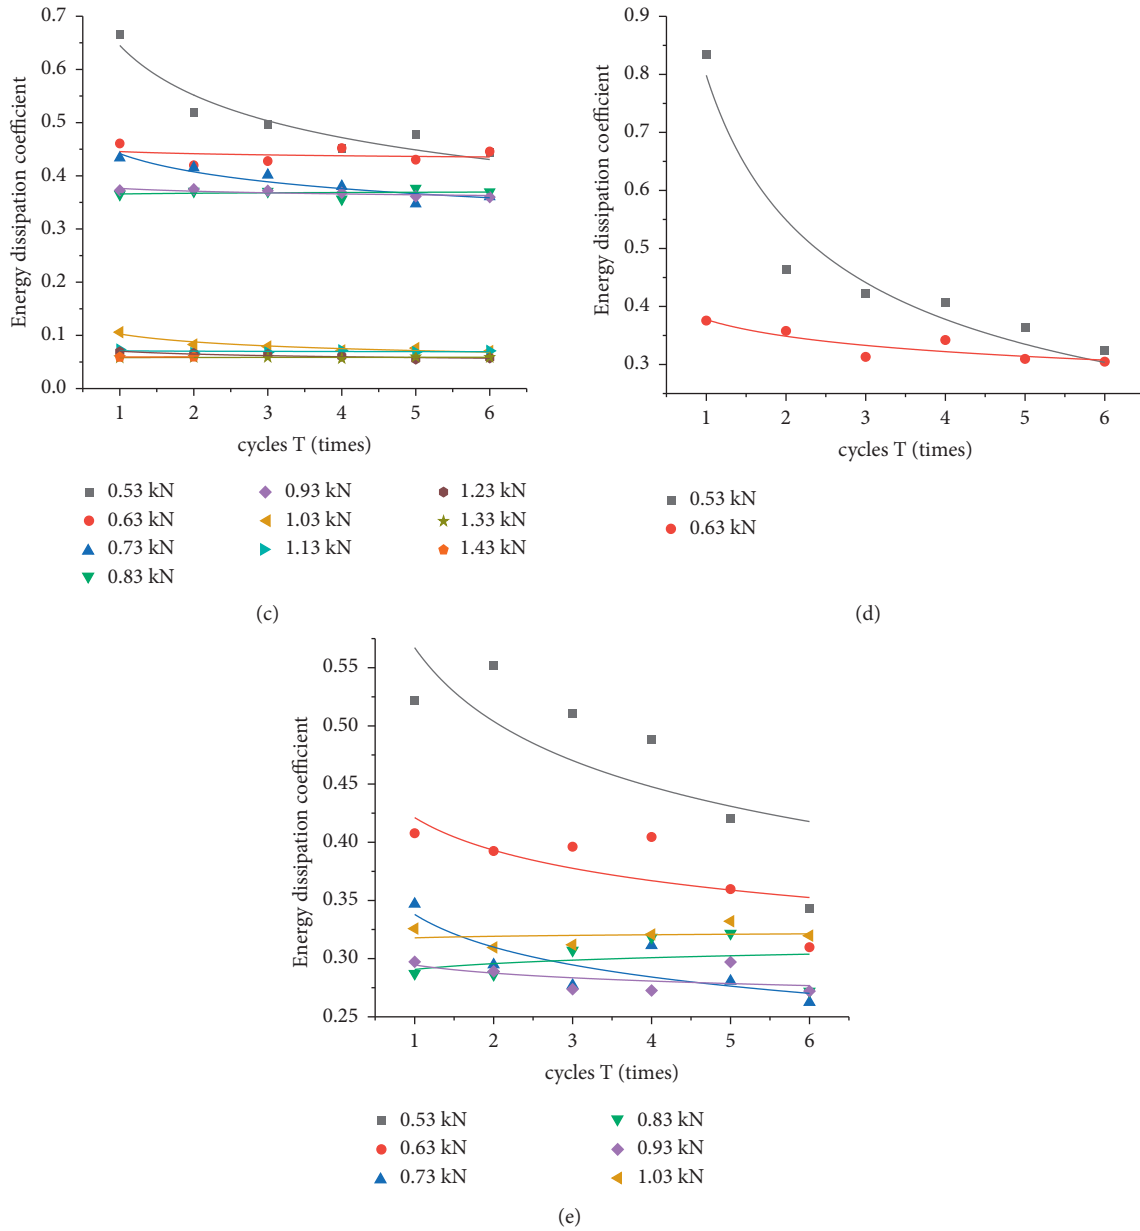 0.7
0.6
0.5
0.4
0.3
0.2
0.1
0.0
Energy dissipation coefficient
1 2 3 4 5 6
cycles T (times)
0.53 kN
0.63 kN
0.73 kN
0.83 kN
0.93 kN
1.03 kN
1.13 kN
1.23 kN
1.33 kN
1.43 kN
(c)
0.9
0.8
0.7
0.6
0.5
0.4
0.3
Energy dissipation coefficient
1 2 3 4 5 6
cycles T (times)
0.53 kN
0.63 kN
(d)
0.55
0.50
0.45
0.40
0.35
0.30
0.25
Energy dissipation coefficient
1 2 3 4 5 6
cycles T (times)
0.53 kN
0.63 kN
0.73 kN
0.83 kN
0.93 kN
1.03 kN
(e)